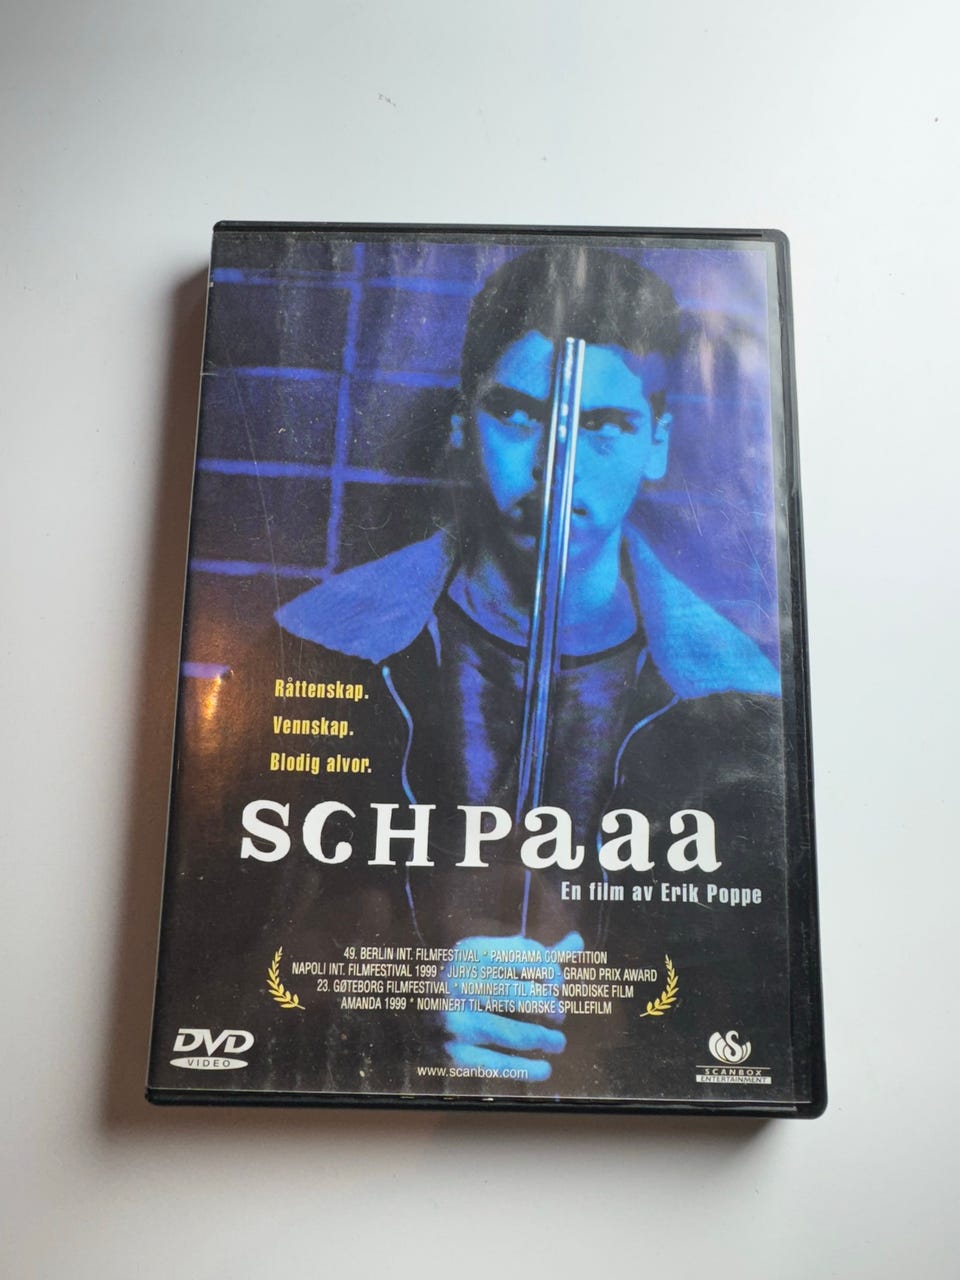 Råttenskap.
Vennskap.
Blodig alvor.
SCHPaaa
En film av Erik Poppe
49. BERLIN INT. FILMFESTIVAL * PANORAMA COMPETITION
NAPOLI INT. FILMFESTIVAL 1999 * JURYS SPECIAL AWARD - GRAND PRIX AWARD
23. GØTEBORG FILMFESTIVAL * NOMINERT TIL ÅRETS NORDISKE FILM
AMANDA 1999 * NOMINERT TIL ÅRETS NORSKE SPILLEFILM
DVD
VIDEO
www.scanbox.com
S
SCANBOX
ENTERTAINMENT